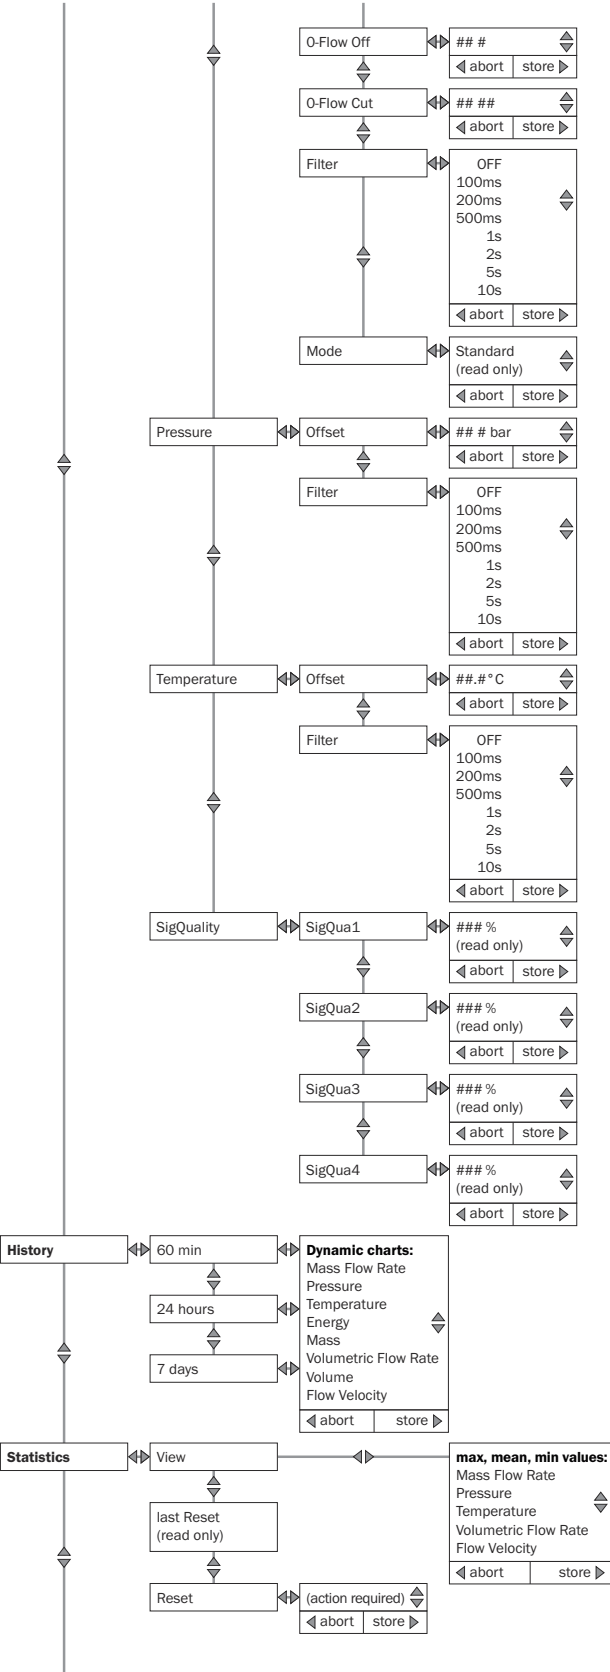 0-Flow Off
## #
abort store
0-Flow Cut
## ##
abort store
Filter
OFF
100ms
200ms
500ms
1s
2s
5s
10s
abort store
Mode
Standard
(read only)
abort store
Pressure
Offset
## # bar
abort store
Filter
OFF
100ms
200ms
500ms
1s
2s
5s
10s
abort store
Temperature
Offset
##.#°C
abort store
Filter
OFF
100ms
200ms
500ms
1s
2s
5s
10s
abort store
SigQuality
SigQua1
### %
(read only)
abort store
SigQua2
### %
(read only)
abort store
SigQua3
### %
(read only)
abort store
SigQua4
### %
(read only)
abort store
History
60 min
24 hours
7 days
Dynamic charts:
Mass Flow Rate
Pressure
Temperature
Energy
Mass
Volumetric Flow Rate
Volume
Flow Velocity
abort store
Statistics
View
max, mean, min values:
Mass Flow Rate
Pressure
Temperature
Volumetric Flow Rate
Flow Velocity
abort store
last Reset
(read only)
Reset
(action required)
abort store